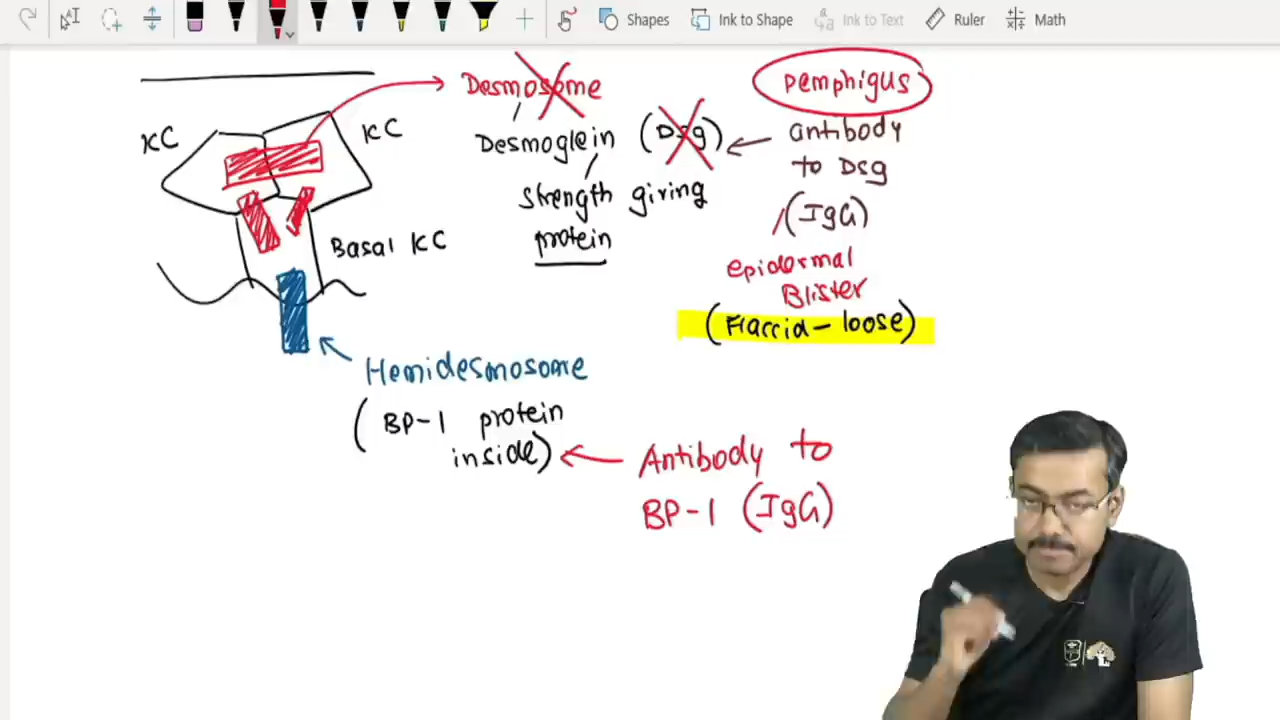 Shapes
Ink to Shape
Ink to Text
Ruler
Math
Desmosome
Pemphigus
KC
KC
Desmoglein (Dsg)
antibody
to Dsg
(IgG)
strength giving
protein
Basal KC
epidermal
Blister
(Flaccid - loose)
Hemidesmosome
(BP-1 protein
inside)
Antibody to
BP-1 (IgG)